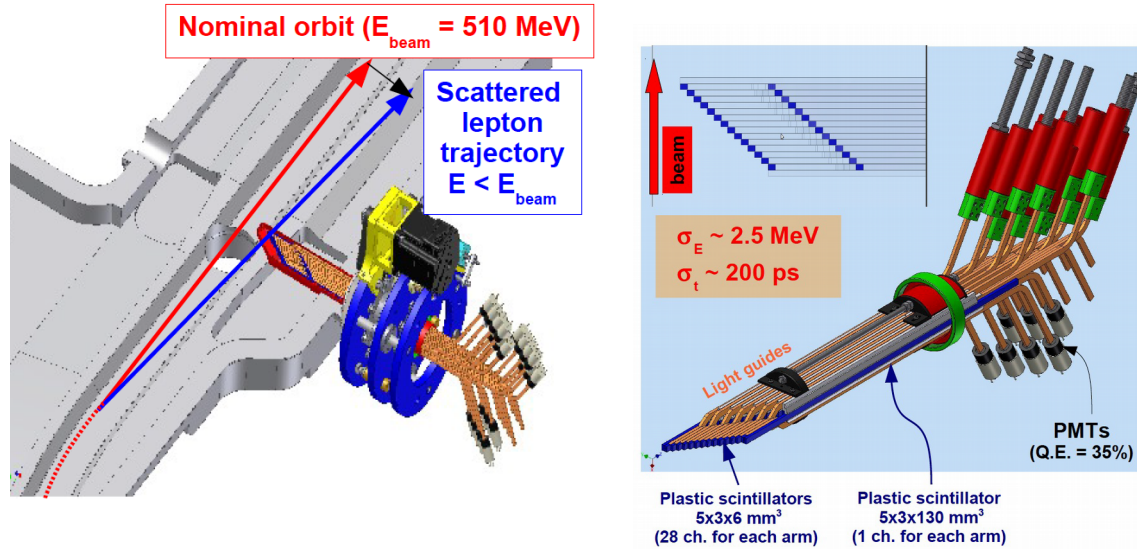 Nominal orbit (E_beam = 510 MeV)
Scattered
lepton
trajectory
E < E_beam
beam
σ_E ~ 2.5 MeV
σ_t ~ 200 ps
Light guides
PMTs
(Q.E. = 35%)
Plastic scintillators
5x3x6 mm³
(28 ch. for each arm)
Plastic scintillator
5x3x130 mm³
(1 ch. for each arm)